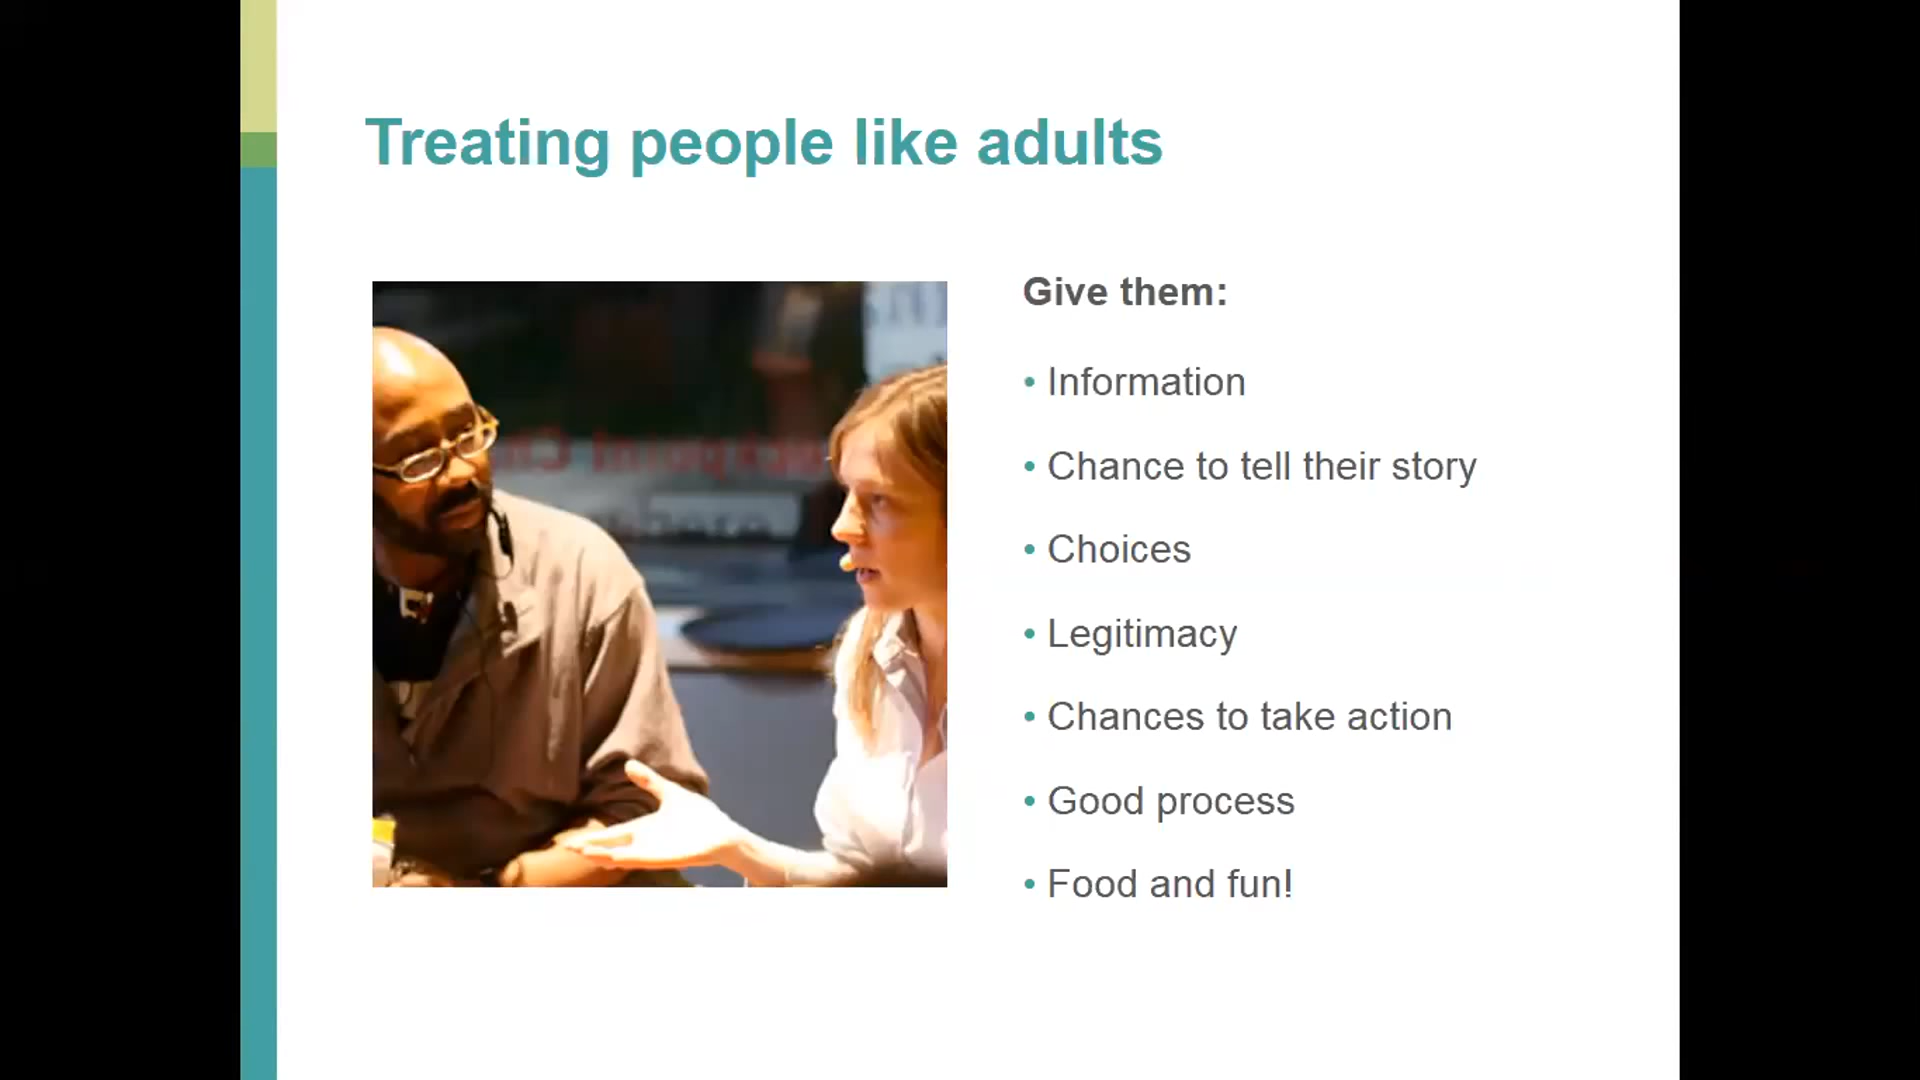 Treating people like adults
Give them:
• Information
• Chance to tell their story
• Choices
• Legitimacy
• Chances to take action
• Good process
• Food and fun!